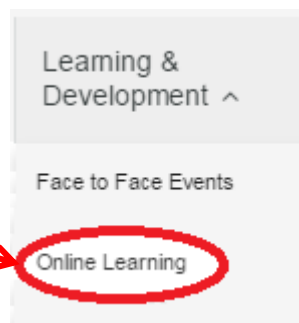 Learning &
Development ^
Face to Face Events
Online Learning